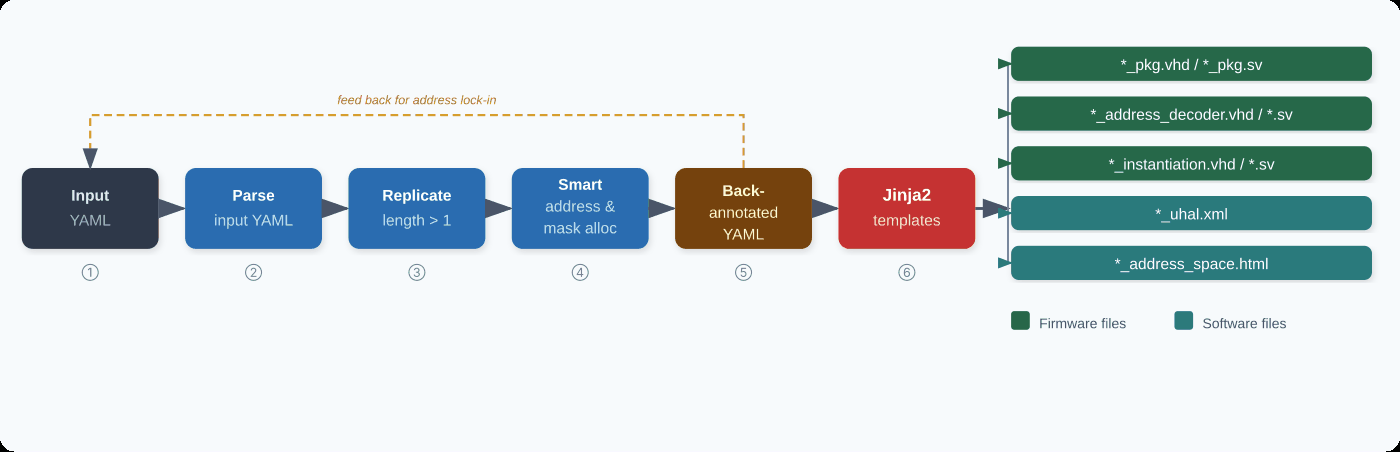 *_pkg.vhd / *_pkg.sv
feed back for address lock-in
*_address_decoder.vhd / *.sv
*_instantiation.vhd / *.sv
Input
YAML
Parse
input YAML
Replicate
length > 1
Smart
address &
mask alloc
Back-
annotated
YAML
Jinja2
templates
*_uhal.xml
*_address_space.html
①
②
③
④
⑤
⑥
Firmware files
Software files